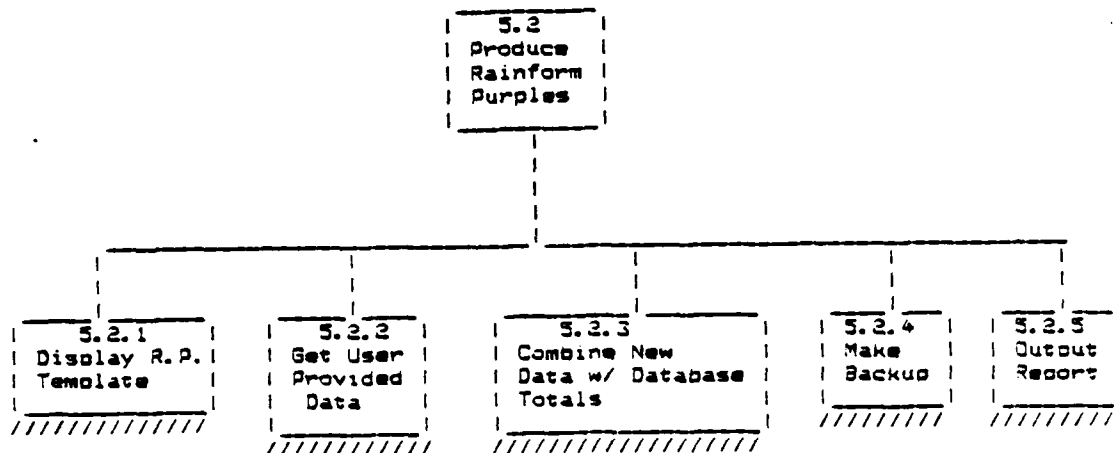 5.2
Produce
Rainform
Purples
5.2.1
Display R.P.
Template
5.2.2
Get User
Provided
Data
5.2.3
Combine New
Data w/ Database
Totals
5.2.4
Make
Backup
5.2.5
Output
Report